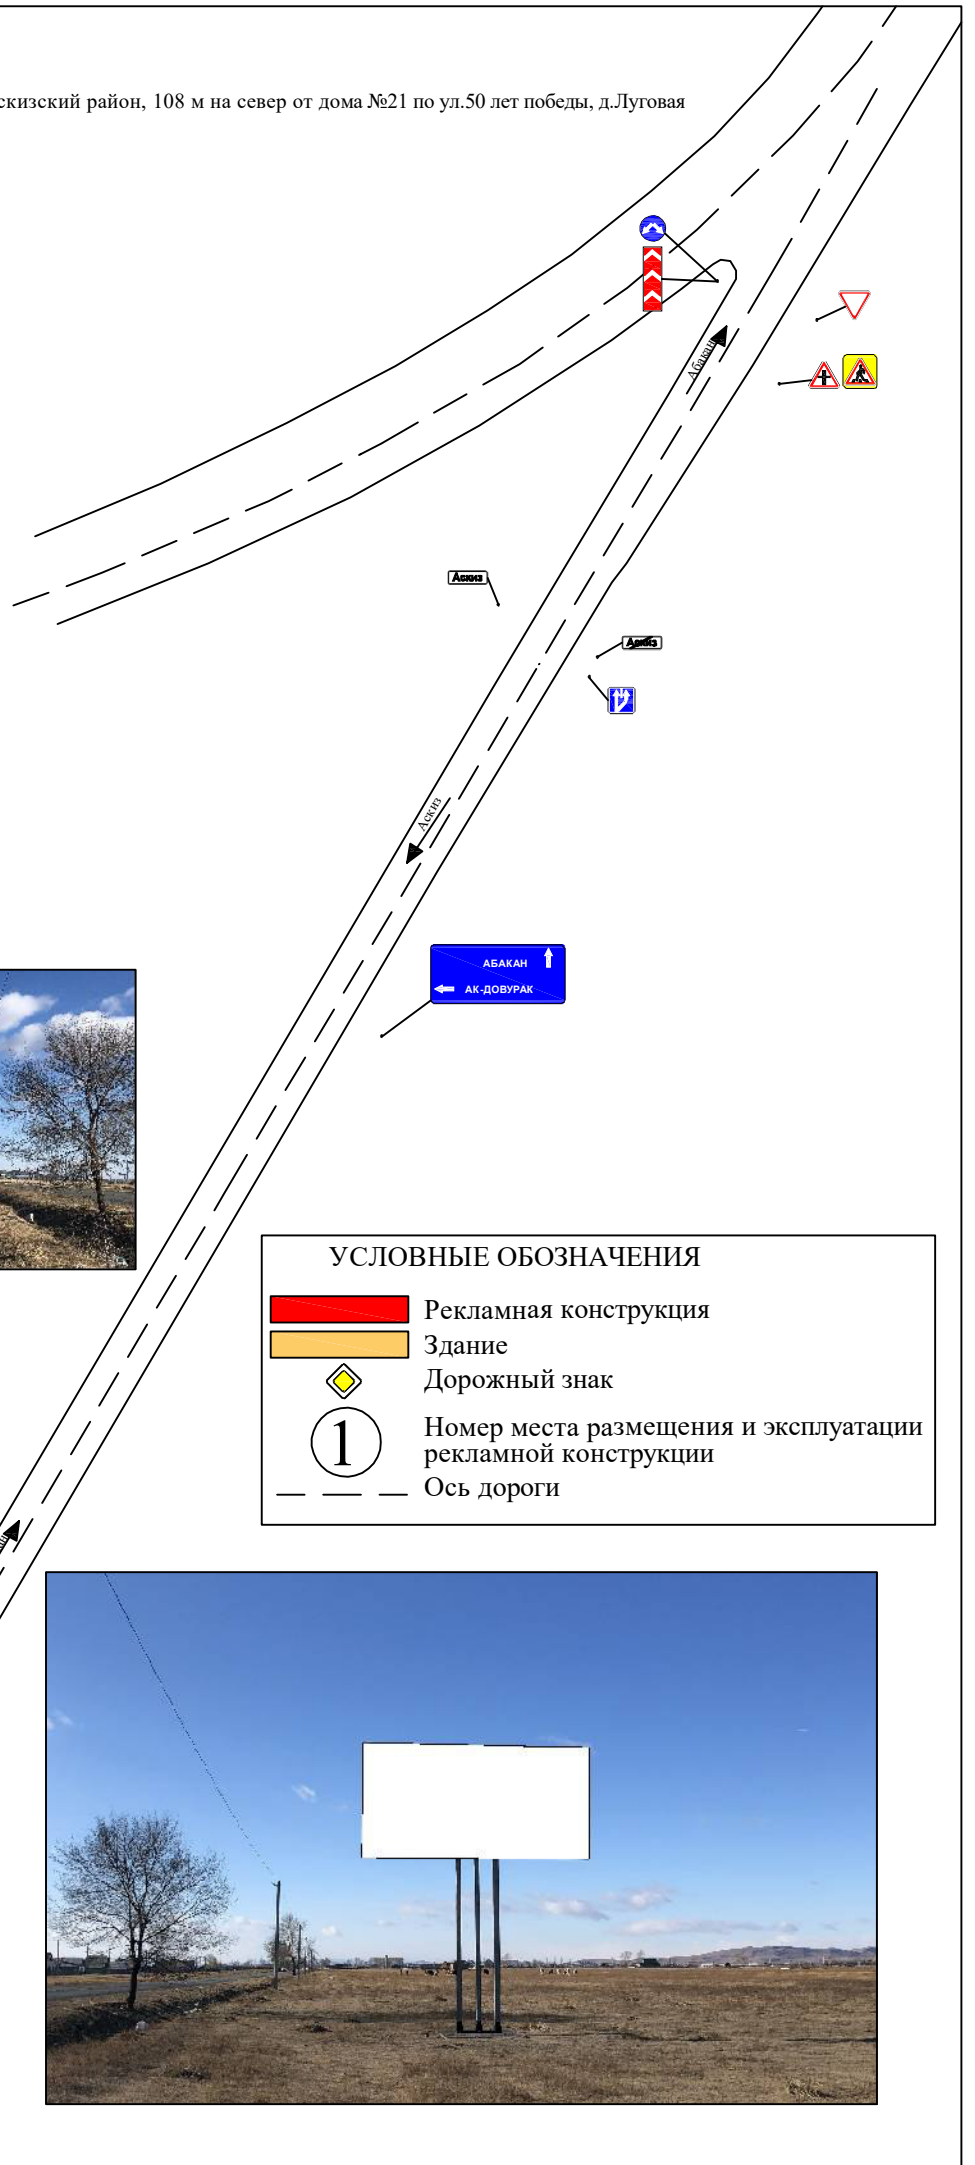 скизский район, 108 м на север от дома №21 по ул.50 лет победы, д.Луговая
Абакан
Аскиз
Аскиз
Аскиз
АБАКАН
АК-ДОВУРАК
УСЛОВНЫЕ ОБОЗНАЧЕНИЯ
Рекламная конструкция
Здание
Дорожный знак
1
Номер места размещения и эксплуатации
рекламной конструкции
Ось дороги